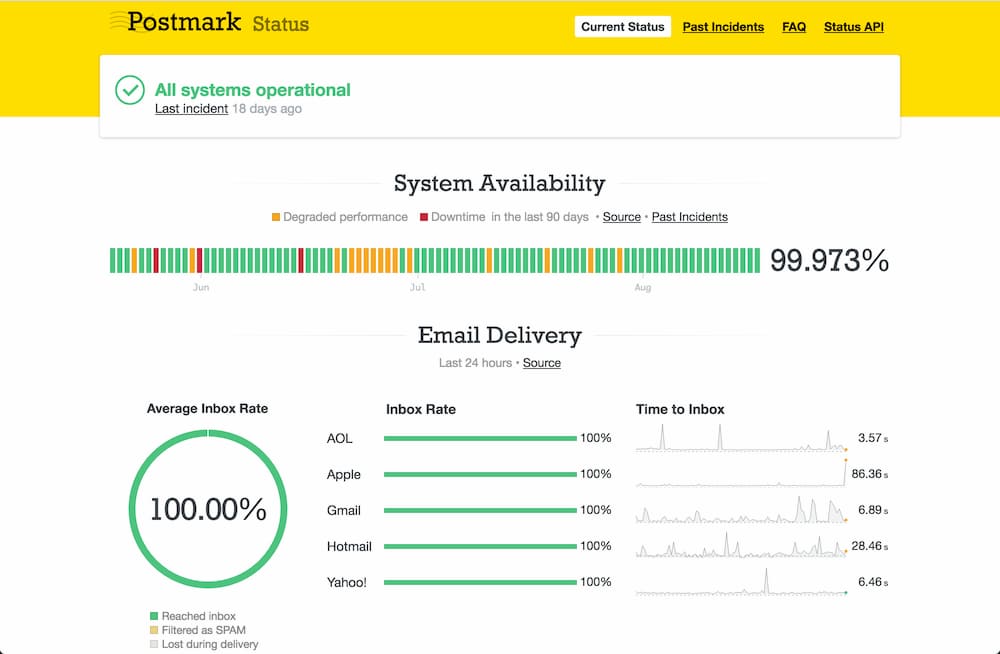 Postmark Status
Current Status Past Incidents FAQ Status API
All systems operational
Last incident 18 days ago
System Availability
Degraded performance Downtime in the last 90 days • Source • Past Incidents
99.973%
Jun Jul Aug
Email Delivery
Last 24 hours • Source
Average Inbox Rate
100.00%
Reached inbox
Filtered as SPAM
Lost during delivery
Inbox Rate Time to Inbox
AOL 100% 3.57 s
Apple 100% 86.36 s
Gmail 100% 6.89 s
Hotmail 100% 28.46 s
Yahoo! 100% 6.46 s